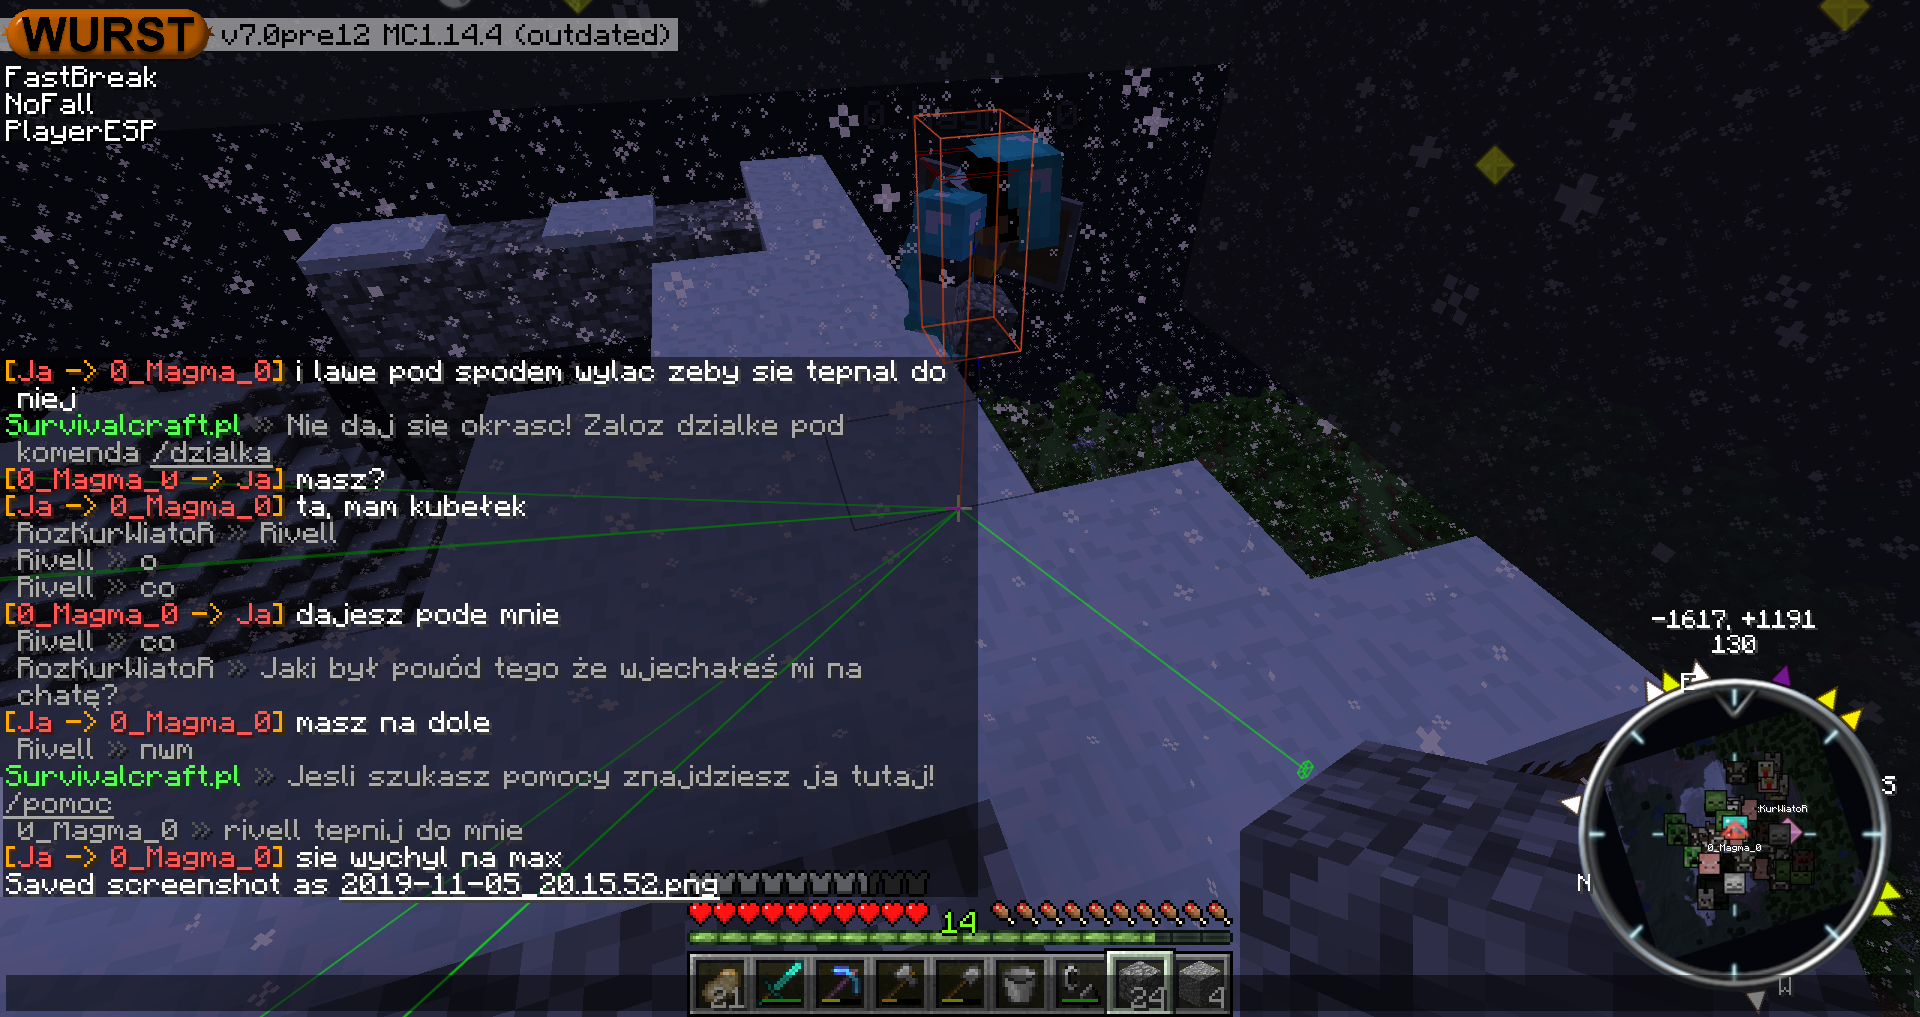 WURST v7.0pre12 MC1.14.4 (outdated)
FastBreak
NoFall
PlayerESP
0_Magma_0
[Ja -> 0_Magma_0] i lawe pod spodem wylac zeby sie tepnal do
niej
Survivalcraft.pl » Nie daj sie okrasc! Zaloz dzialke pod
komenda /dzialka
[0_Magma_0 -> Ja] masz?
[Ja -> 0_Magma_0] ta, mam kubełek
RozKurWiatoR » Rivell
Rivell » o
Rivell » co
[0_Magma_0 -> Ja] dajesz pode mnie
Rivell » co
RozKurWiatoR » Jaki był powód tego że wjechałeś mi na
chatę?
[Ja -> 0_Magma_0] masz na dole
Rivell » nwm
Survivalcraft.pl » Jesli szukasz pomocy znajdziesz ja tutaj!
/pomoc
0_Magma_0 » rivell tepnij do mnie
[Ja -> 0_Magma_0] sie wychyl na max
Saved screenshot as 2019-11-05_20.15.52.png
-1617, +1191
130
E
S
:KurWiatoR
0_Magma_0
N
W
14
21
24
4